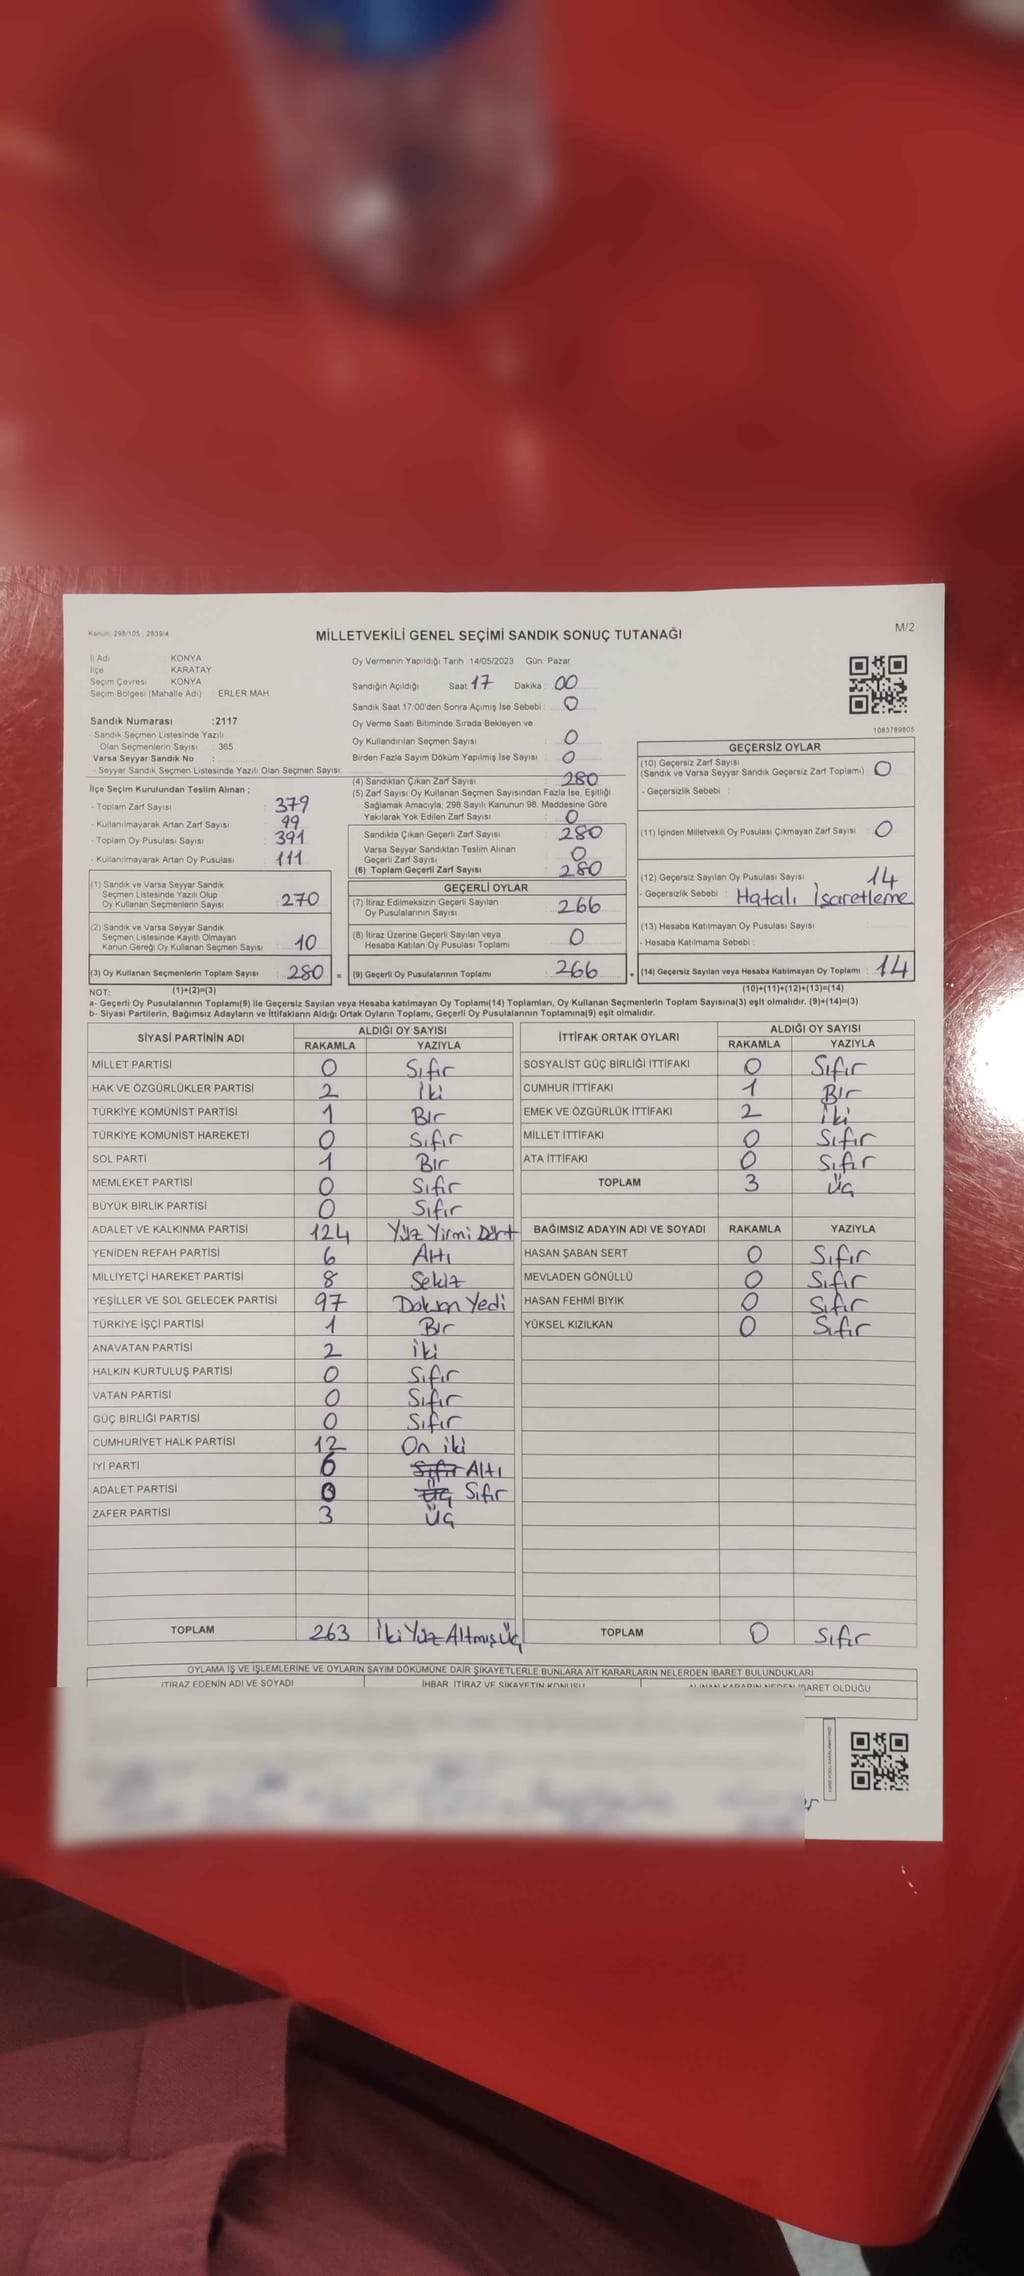 Kanun: 298/105 , 2839/4
MİLLETVEKİLİ GENEL SEÇİMİ SANDIK SONUÇ TUTANAĞI
M/2
İl Adı KONYA
İlçe KARATAY
Seçim Çevresi KONYA
Seçim Bölgesi (Mahalle Adı) : ERLER MAH
Sandık Numarası :2117
- Sandık Seçmen Listesinde Yazılı
Olan Seçmenlerin Sayısı : 365
Varsa Seyyar Sandık No :
- Seyyar Sandık Seçmen Listesinde Yazılı Olan Seçmen Sayısı:
İlçe Seçim Kurulundan Teslim Alınan ;
- Toplam Zarf Sayısı : 379
- Kullanılmayarak Artan Zarf Sayısı : 99
- Toplam Oy Pusulası Sayısı : 391
- Kullanılmayarak Artan Oy Pusulası : 111
(1) Sandık ve Varsa Seyyar Sandık
Seçmen Listesinde Yazılı Olup
Oy Kullanan Seçmenlerin Sayısı : 270
(2) Sandık ve Varsa Seyyar Sandık
Seçmen Listesinde Kayıtlı Olmayan
Kanun Gereği Oy Kullanan Seçmen Sayısı : 10
(3) Oy Kullanan Seçmenlerin Toplam Sayısı : 280 =
Oy Vermenin Yapıldığı Tarih 14/05/2023 Gün: Pazar
Sandığın Açıldığı Saat 17 Dakika : 00
Sandık Saat 17:00'den Sonra Açımış İse Sebebi : 0
Oy Verme Saati Bitiminde Sırada Bekleyen ve
Oy Kullandırılan Seçmen Sayısı : 0
Birden Fazla Sayım Döküm Yapılmış İse Sayısı : 0
(4) Sandıktan Çıkan Zarf Sayısı : 280
(5) Zarf Sayısı Oy Kullanan Seçmen Sayısından Fazla İse, Eşitliği
Sağlamak Amacıyla, 298 Sayılı Kanunun 98. Maddesine Göre
Yakılarak Yok Edilen Zarf Sayısı : 0
Sandıkta Çıkan Geçerli Zarf Sayısı : 280
Varsa Seyyar Sandıktan Teslim Alınan
Geçerli Zarf Sayısı : 0
(6) Toplam Geçerli Zarf Sayısı : 280
GEÇERLİ OYLAR
(7) İtiraz Edilmeksizin Geçerli Sayılan
Oy Pusulalarının Sayısı : 266
(8) İtiraz Üzerine Geçerli Sayılan veya
Hesaba Katılan Oy Pusulası Toplamı : 0
(9) Geçerli Oy Pusulalarının Toplamı : 266 +
1083789805
GEÇERSİZ OYLAR
(10) Geçersiz Zarf Sayısı
(Sandık ve Varsa Seyyar Sandık Geçersiz Zarf Toplamı) : 0
- Geçersizlik Sebebi :
(11) İçinden Milletvekili Oy Pusulası Çıkmayan Zarf Sayısı : 0
(12) Geçersiz Sayılan Oy Pusulası Sayısı : 14
- Geçersizlik Sebebi : Hatalı İşaretleme
(13) Hesaba Katılmayan Oy Pusulası Sayısı :
- Hesaba Katılmama Sebebi :
(14) Geçersiz Sayılan veya Hesaba Katılmayan Oy Toplamı : 14
NOT: (1)+(2)=(3) (10)+(11)+(12)+(13)=(14)
a- Geçerli Oy Pusulalarının Toplamı(9) ile Geçersiz Sayılan veya Hesaba katılmayan Oy Toplamı(14) Toplamları, Oy Kullanan Seçmenlerin Toplam Sayısına(3) eşit olmalıdır. (9)+(14)=(3)
b- Siyasi Partilerin, Bağımsız Adayların ve İttifakların Aldığı Ortak Oyların Toplamı, Geçerli Oy Pusulalarının Toplamına(9) eşit olmalıdır.
SİYASİ PARTİNİN ADI ALDIĞI OY SAYISI
RAKAMLA YAZIYLA
MİLLET PARTİSİ 0 Sıfır
HAK VE ÖZGÜRLÜKLER PARTİSİ 2 İki
TÜRKİYE KOMÜNİST PARTİSİ 1 Bir
TÜRKİYE KOMÜNİST HAREKETİ 0 Sıfır
SOL PARTİ 1 Bir
MEMLEKET PARTİSİ 0 Sıfır
BÜYÜK BİRLİK PARTİSİ 0 Sıfır
ADALET VE KALKINMA PARTİSİ 124 Yüz Yirmi Dört
YENİDEN REFAH PARTİSİ 6 Altı
MİLLİYETÇİ HAREKET PARTİSİ 8 Sekiz
YEŞİLLER VE SOL GELECEK PARTİSİ 97 Doksan Yedi
TÜRKİYE İŞÇİ PARTİSİ 1 Bir
ANAVATAN PARTİSİ 2 İki
HALKIN KURTULUŞ PARTİSİ 0 Sıfır
VATAN PARTİSİ 0 Sıfır
GÜÇ BİRLİĞİ PARTİSİ 0 Sıfır
CUMHURİYET HALK PARTİSİ 12 On iki
İYİ PARTİ 6 Sıfır Altı
ADALET PARTİSİ 0 Üç Sıfır
ZAFER PARTİSİ 3 Üç
TOPLAM 263 İki Yüz Altmış Üç
İTTİFAK ORTAK OYLARI ALDIĞI OY SAYISI
RAKAMLA YAZIYLA
SOSYALİST GÜÇ BİRLİĞİ İTTİFAKI 0 Sıfır
CUMHUR İTTİFAKI 1 Bir
EMEK VE ÖZGÜRLÜK İTTİFAKI 2 İki
MİLLET İTTİFAKI 0 Sıfır
ATA İTTİFAKI 0 Sıfır
TOPLAM 3 Üç
BAĞIMSIZ ADAYIN ADI VE SOYADI RAKAMLA YAZIYLA
HASAN ŞABAN SERT 0 Sıfır
MEVLADEN GÖNÜLLÜ 0 Sıfır
HASAN FEHMİ BIYIK 0 Sıfır
YÜKSEL KIZILKAN 0 Sıfır
TOPLAM 0 Sıfır
OYLAMA İŞ VE İŞLEMLERİNE VE OYLARIN SAYIM DÖKÜMÜNE DAİR ŞİKAYETLERLE BUNLARA AİT KARARLARIN NELERDEN İBARET BULUNDUKLARI
İTİRAZ EDENİN ADI VE SOYADI İHBAR, İTİRAZ VE ŞİKAYETİN KONUSU ALINAN KARARIN NEDEN İBARET OLDUĞU